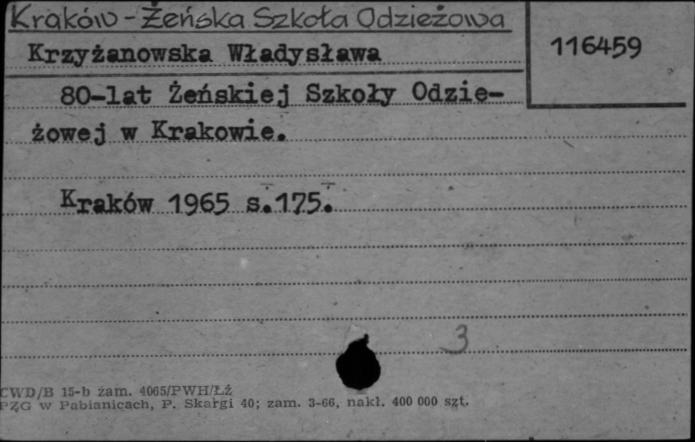 Kraków - Żeńska Szkoła Odzieżowa
Krzyżanowska Władysława
116459
80-lat Żeńskiej Szkoły Odzie-
żowej w Krakowie.
Kraków 1965 s.175.
3
CWD/B 15-b zam. 4065/PWH/Łź
PZG w Pabianicach, P. Skargi 40; zam. 3-66, nakł. 400 000 szt.